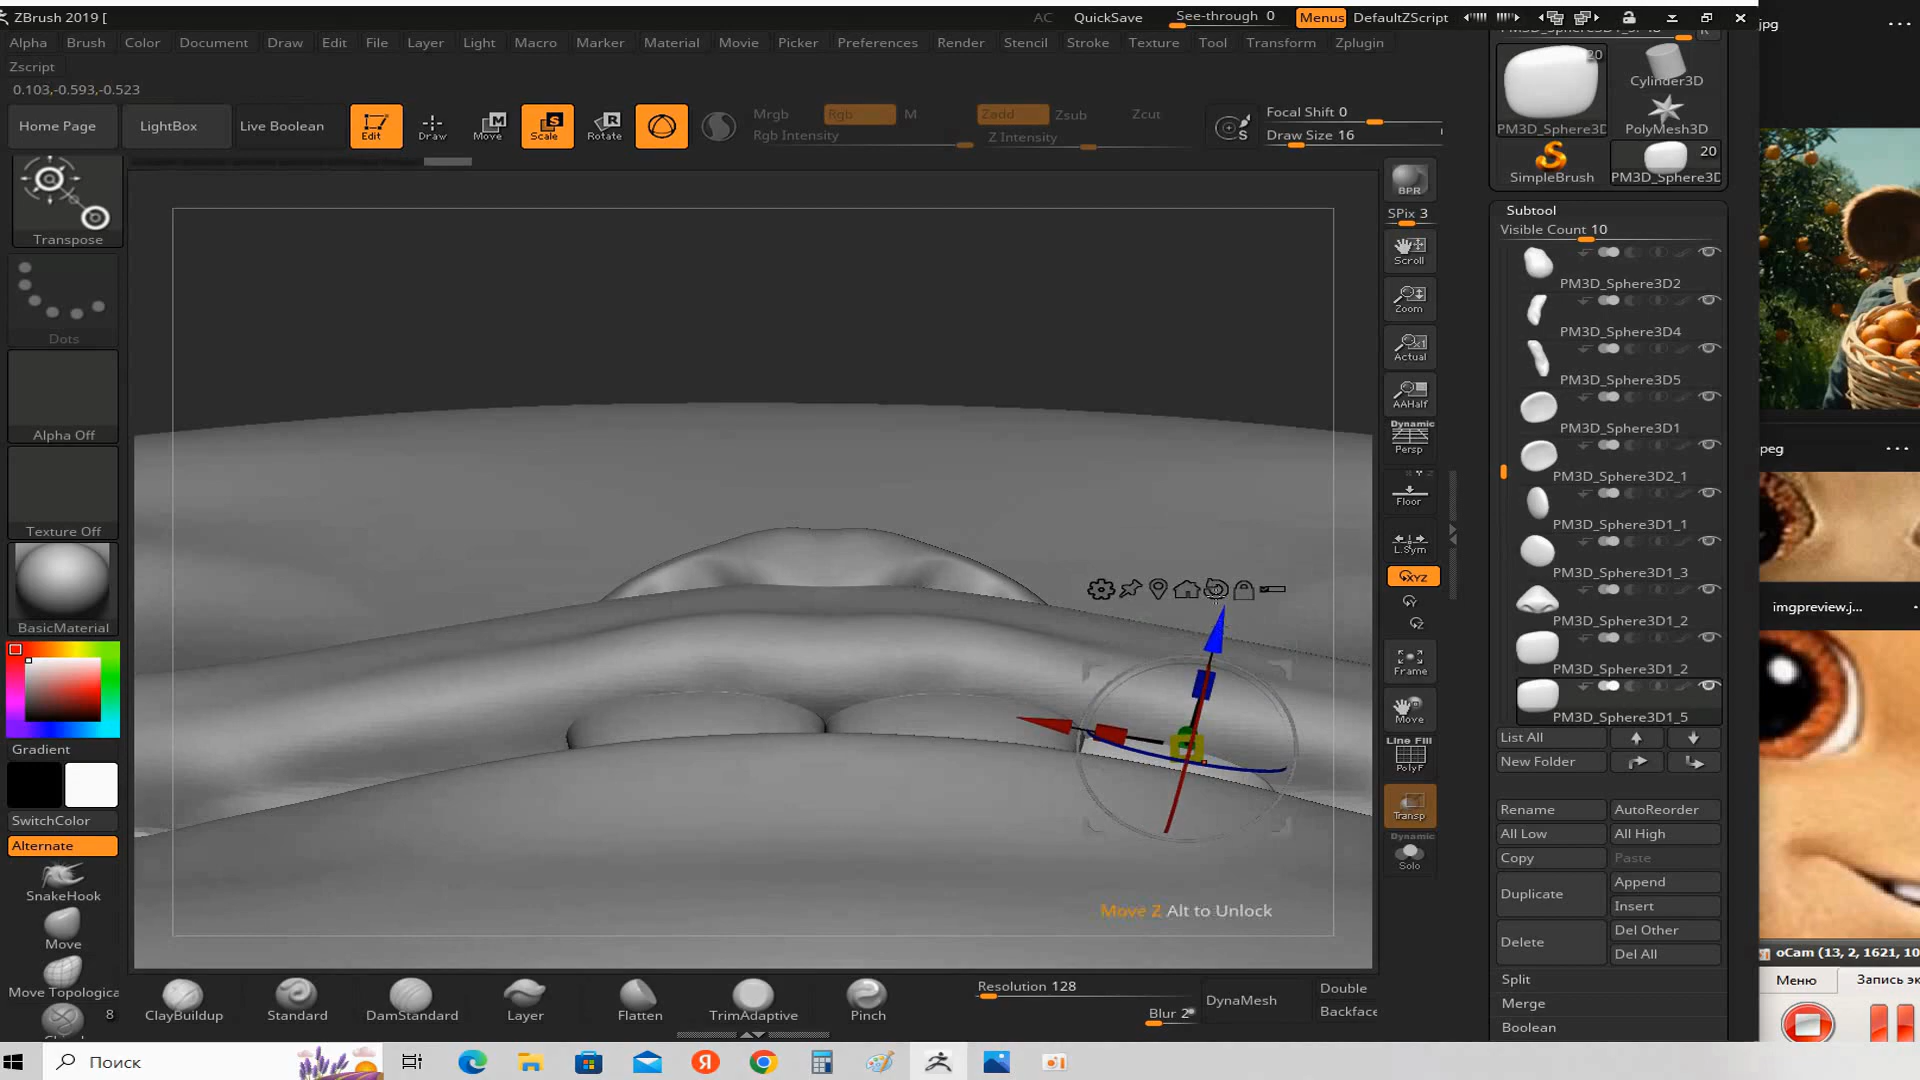 ZBrush 2019 [
AC QuickSave See-through 0 Menus DefaultZScript
Alpha Brush Color Document Draw Edit File Layer Light Macro Marker Material Movie Picker Preferences Render Stencil Stroke Texture Tool Transform Zplugin
Zscript
0.103,-0.593,-0.523
Home Page LightBox Live Boolean Edit Draw Move Scale Rotate
Mrgb Rgb M Zadd Zsub Zcut
Rgb Intensity Z Intensity
Focal Shift 0
Draw Size 16
Transpose
Dots
Alpha Off
Texture Off
BasicMaterial
Gradient
SwitchColor
Alternate
SnakeHook
Move
Move Topologica
8
BPR
SPix 3
Scroll
Zoom
Actual
AAHalf
Dynamic
Persp
Floor
L.Sym
XYZ
Frame
Move
Line Fill
PolyF
Transp
Dynamic
Solo
Move Z Alt to Unlock
20
Cylinder3D
PM3D_Sphere3D PolyMesh3D
20
SimpleBrush PM3D_Sphere3D
Subtool
Visible Count 10
PM3D_Sphere3D2
PM3D_Sphere3D4
PM3D_Sphere3D5
PM3D_Sphere3D1
PM3D_Sphere3D2_1
PM3D_Sphere3D1_1
PM3D_Sphere3D1_3
PM3D_Sphere3D1_2
PM3D_Sphere3D1_2
PM3D_Sphere3D1_5
List All
New Folder
Rename AutoReorder
All Low All High
Copy Paste
Duplicate Append
Insert
Delete Del Other
Del All
Split
Merge
Boolean
ClayBuildup Standard DamStandard Layer Flatten TrimAdaptive Pinch
Resolution 128
Blur 2
DynaMesh
Double
Backface
jpg
peg
imgpreview.j...
oCam (13, 2, 1621, 10
Меню Запись эк
Поиск